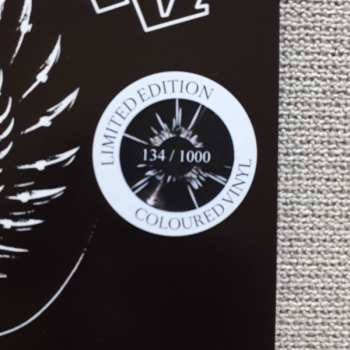 LIMITED EDITION
134 / 1000
COLOURED VINYL